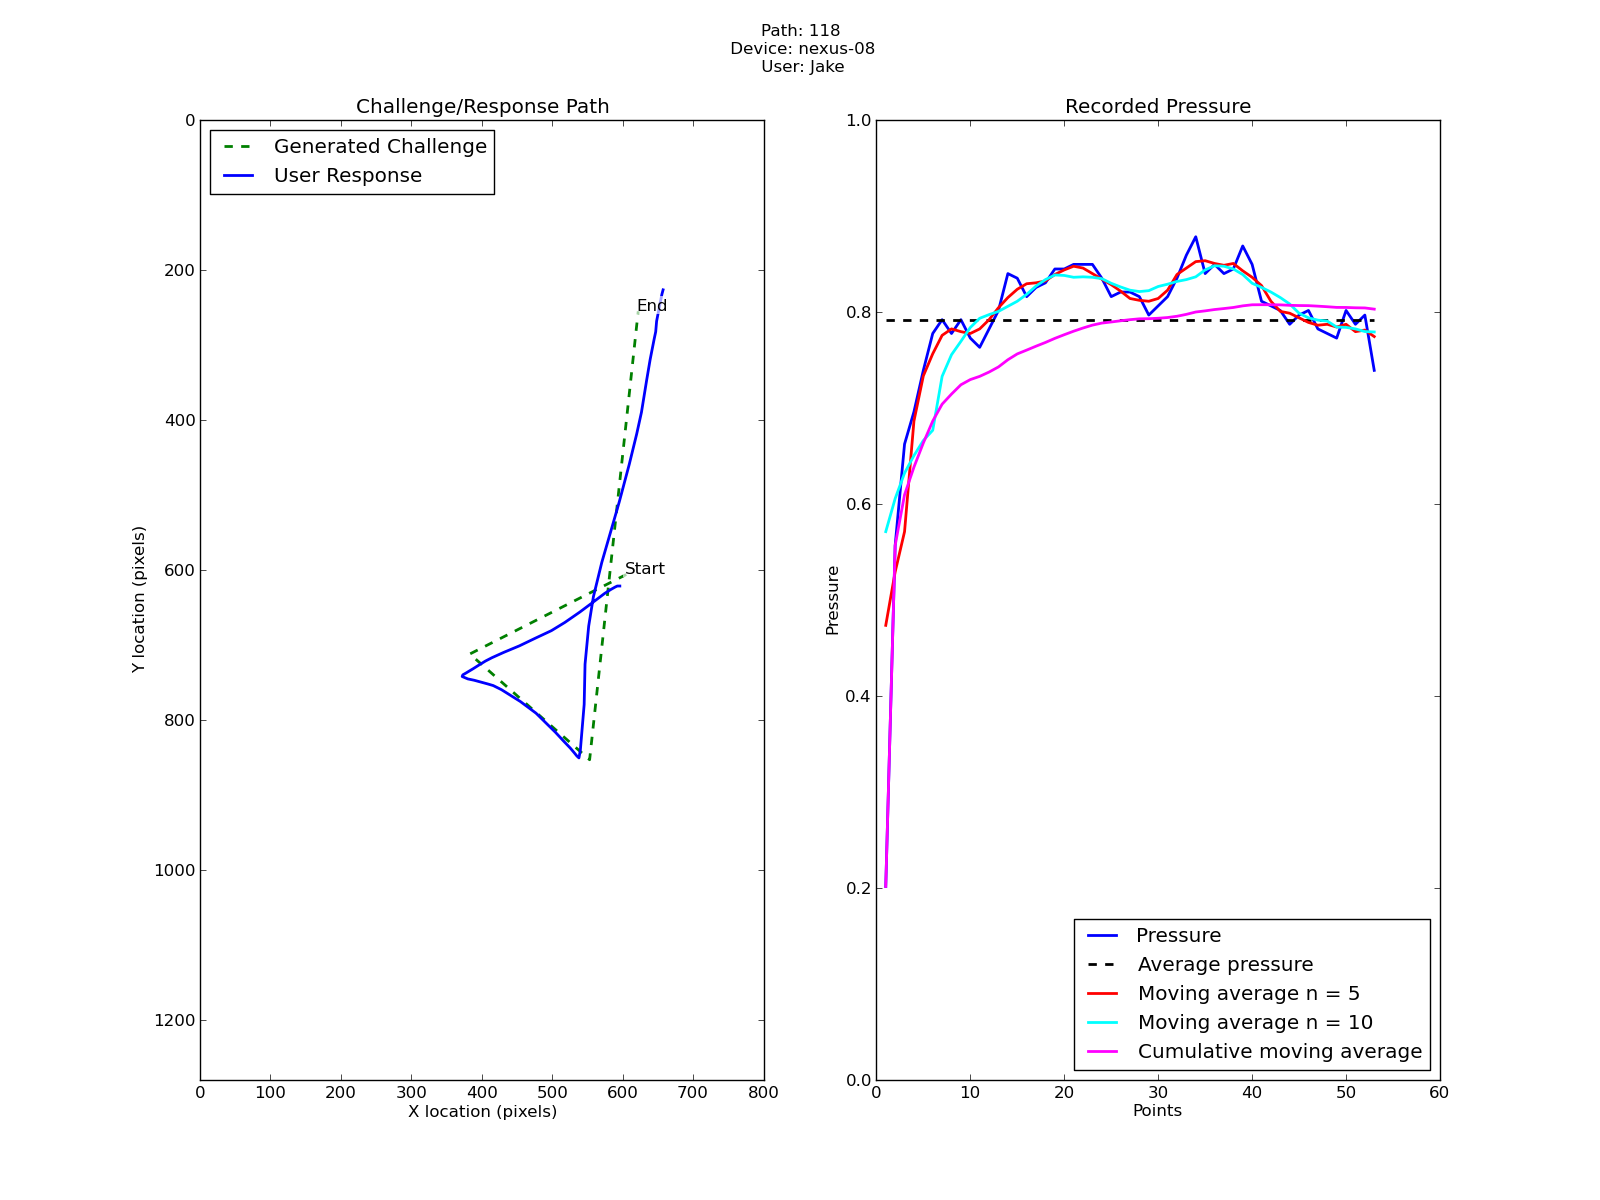 Path: 118
Device: nexus-08
User: Jake
Challenge/Response Path
Generated Challenge
User Response
End
Start
0
200
400
600
800
1000
1200
Y location (pixels)
0 100 200 300 400 500 600 700 800
X location (pixels)
Recorded Pressure
1.0
0.8
0.6
0.4
0.2
0.0
Pressure
Pressure
Average pressure
Moving average n = 5
Moving average n = 10
Cumulative moving average
0 10 20 30 40 50 60
Points